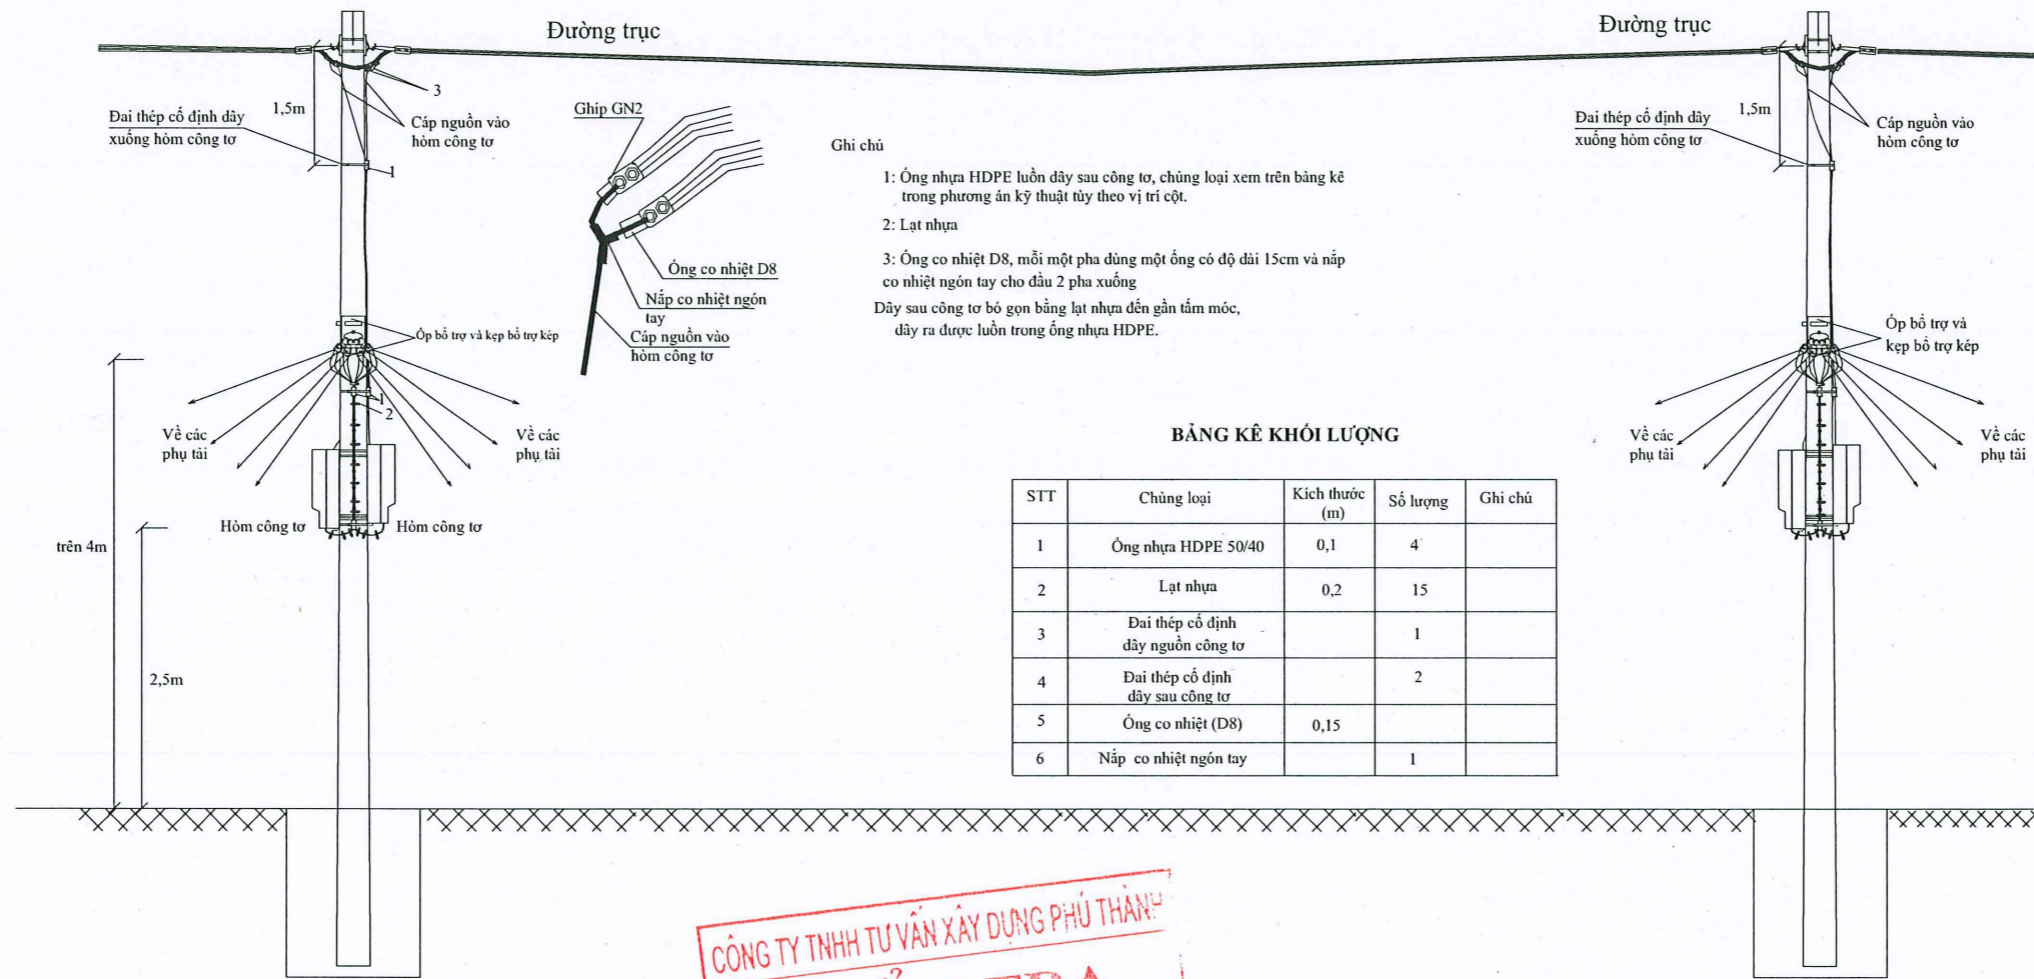 Đường trục
Đường trục
3
1,5m
Đai thép cố định dây
xuống hòm công tơ
Cáp nguồn vào
hòm công tơ
1
Ghíp GN2
Ống co nhiệt D8
Nắp co nhiệt ngón
tay
Cáp nguồn vào
hòm công tơ
Ghi chú
1: Ống nhựa HDPE luồn dây sau công tơ, chủng loại xem trên bảng kê
trong phương án kỹ thuật tùy theo vị trí cột.
2: Lạt nhựa
3: Ống co nhiệt D8, mỗi một pha dùng một ống có độ dài 15cm và nắp
co nhiệt ngón tay cho đầu 2 pha xuống
Dây sau công tơ bó gọn bằng lạt nhựa đến gần tấm móc,
dây ra được luồn trong ống nhựa HDPE.
1,5m
Đai thép cố định dây
xuống hòm công tơ
Cáp nguồn vào
hòm công tơ
Ốp bổ trợ và kẹp bổ trợ kép
1
2
Về các
phụ tải
Về các
phụ tải
Hòm công tơ
Hòm công tơ
trên 4m
2,5m
Ốp bổ trợ và
kẹp bổ trợ kép
Về các
phụ tải
Về các
phụ tải
BẢNG KÊ KHỐI LƯỢNG
STT Chủng loại Kích thước (m) Số lượng Ghi chú
1 Ống nhựa HDPE 50/40 0,1 4
2 Lạt nhựa 0,2 15
3 Đai thép cố định dây nguồn công tơ 1
4 Đai thép cố định dây sau công tơ 2
5 Ống co nhiệt (D8) 0,15
6 Nắp co nhiệt ngón tay 1
CÔNG TY TNHH TƯ VẤN XÂY DỰNG PHÚ THÀNH